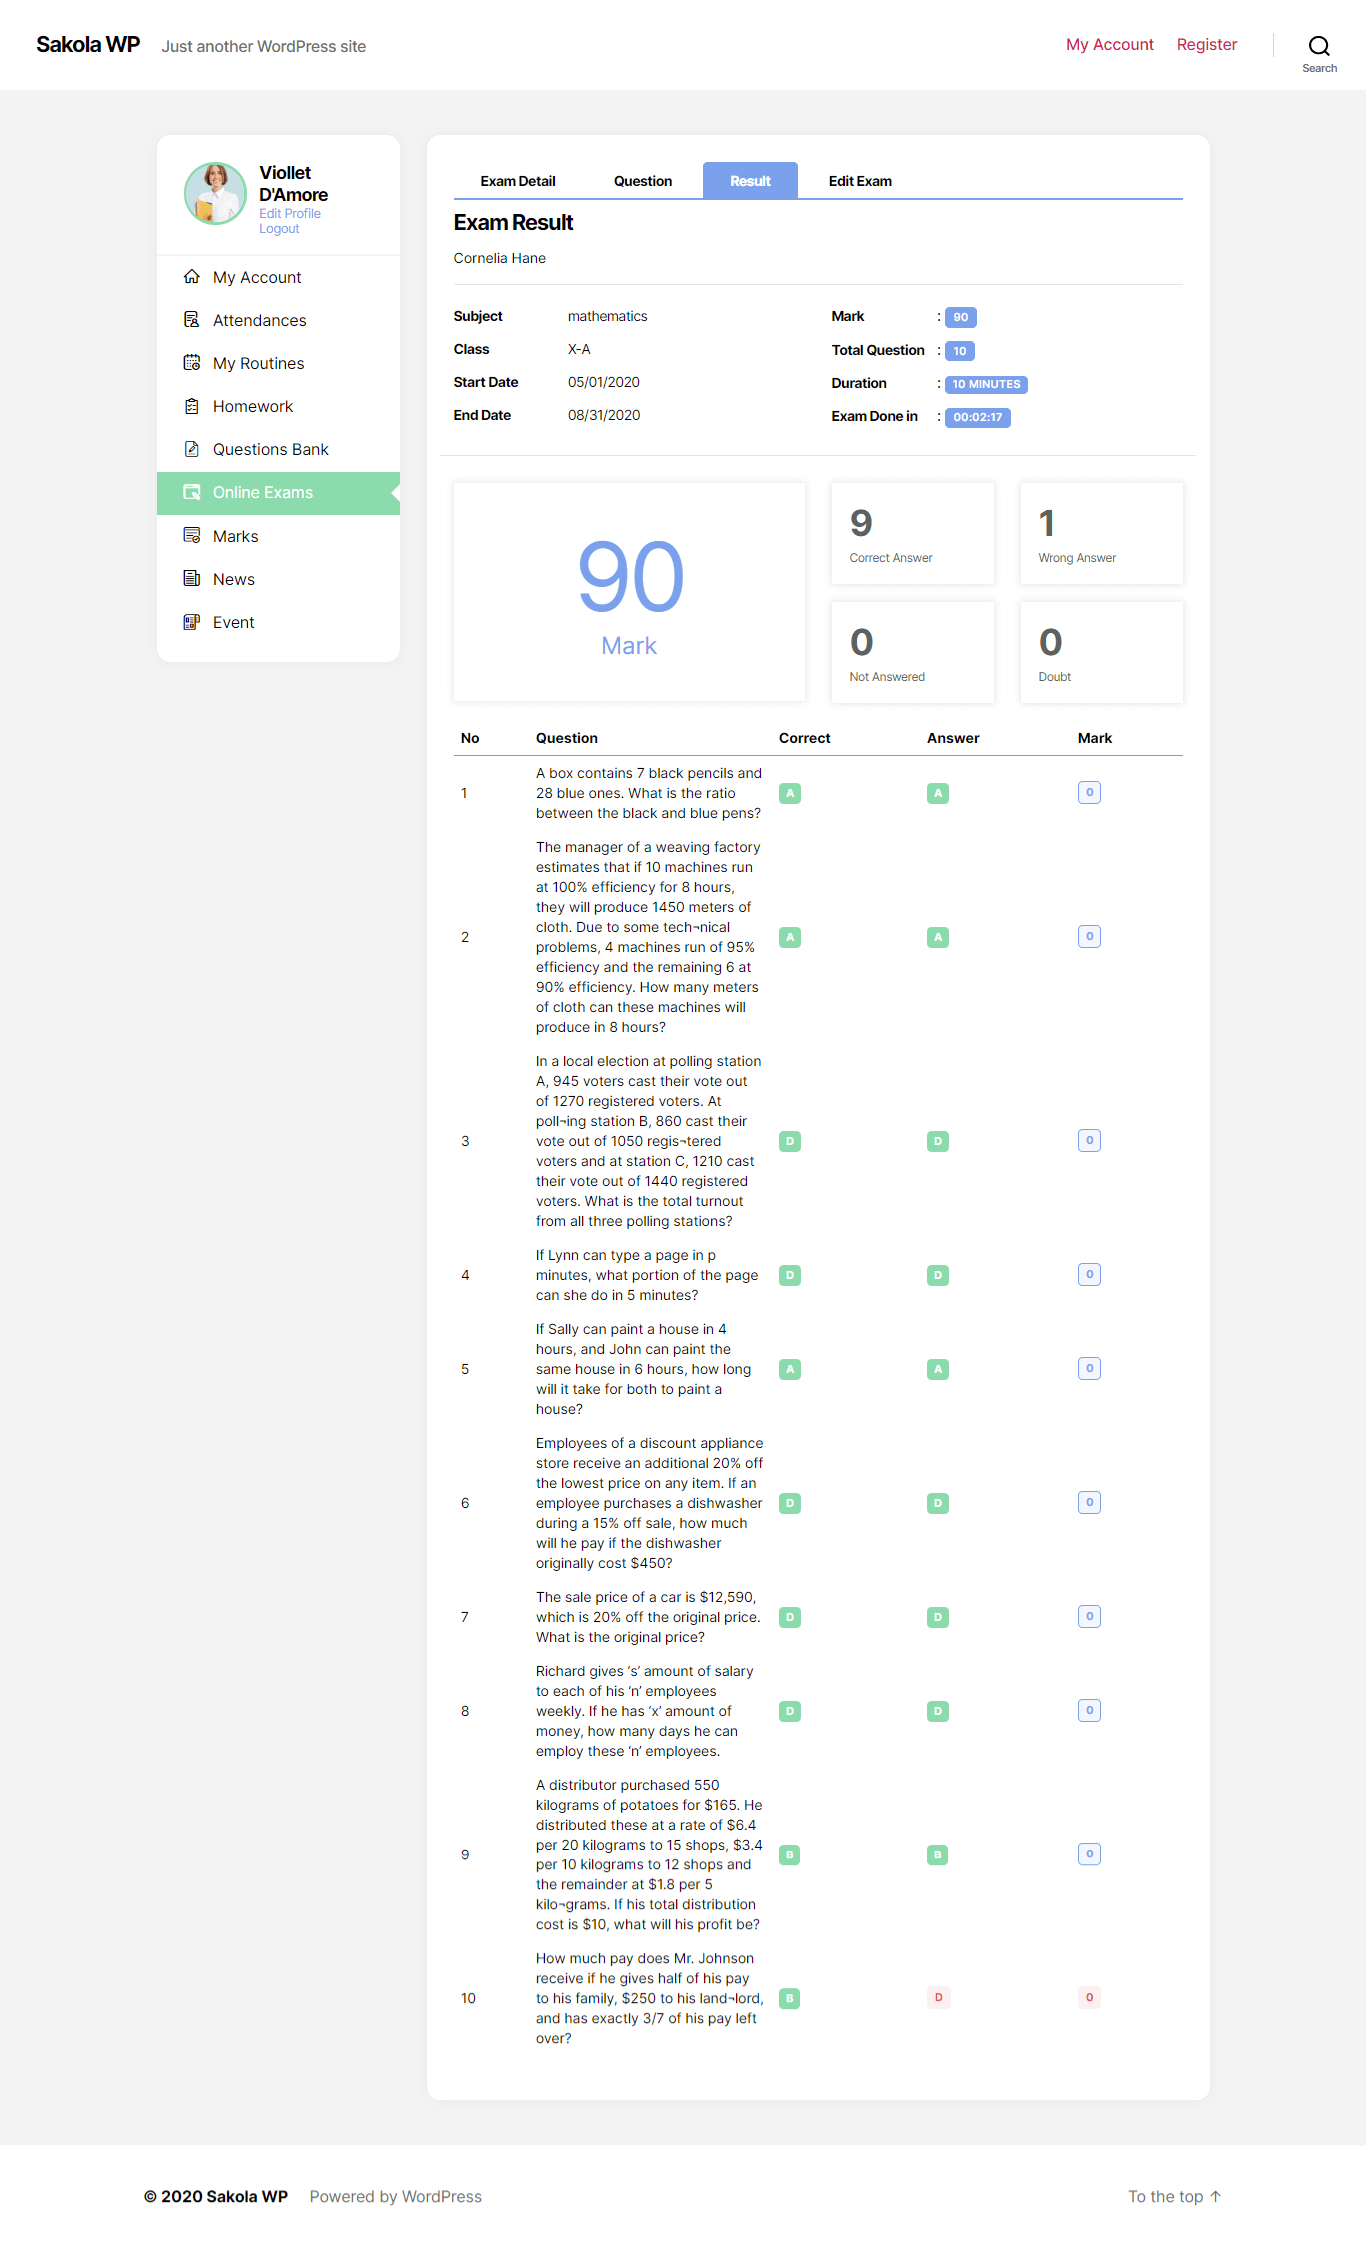 Sakola WP
Just another WordPress site
My Account
Register
Search
Viollet
D'Amore
Edit Profile
Logout
My Account
Attendances
My Routines
Homework
Questions Bank
Online Exams
Marks
News
Event
Exam Detail
Question
Result
Edit Exam
Exam Result
Cornelia Hane
Subject mathematics
Class X-A
Start Date 05/01/2020
End Date 08/31/2020
Mark : 90
Total Question : 10
Duration : 10 MINUTES
Exam Done in : 00:02:17
90
Mark
9
Correct Answer
1
Wrong Answer
0
Not Answered
0
Doubt
No Question Correct Answer Mark
A box contains 7 black pencils and
1 28 blue ones. What is the ratio A A 0
between the black and blue pens?
The manager of a weaving factory
estimates that if 10 machines run
at 100% efficiency for 8 hours,
they will produce 1450 meters of
cloth. Due to some tech¬nical
2 problems, 4 machines run of 95% A A 0
efficiency and the remaining 6 at
90% efficiency. How many meters
of cloth can these machines will
produce in 8 hours?
In a local election at polling station
A, 945 voters cast their vote out
of 1270 registered voters. At
poll¬ing station B, 860 cast their
3 vote out of 1050 regis¬tered D D 0
voters and at station C, 1210 cast
their vote out of 1440 registered
voters. What is the total turnout
from all three polling stations?
If Lynn can type a page in p
4 minutes, what portion of the page D D 0
can she do in 5 minutes?
If Sally can paint a house in 4
hours, and John can paint the
5 same house in 6 hours, how long A A 0
will it take for both to paint a
house?
Employees of a discount appliance
store receive an additional 20% off
the lowest price on any item. If an
6 employee purchases a dishwasher D D 0
during a 15% off sale, how much
will he pay if the dishwasher
originally cost $450?
The sale price of a car is $12,590,
7 which is 20% off the original price. D D 0
What is the original price?
Richard gives ‘s’ amount of salary
to each of his ‘n’ employees
8 weekly. If he has ‘x’ amount of D D 0
money, how many days he can
employ these ‘n’ employees.
A distributor purchased 550
kilograms of potatoes for $165. He
distributed these at a rate of $6.4
per 20 kilograms to 15 shops, $3.4
9 per 10 kilograms to 12 shops and B B 0
the remainder at $1.8 per 5
kilo¬grams. If his total distribution
cost is $10, what will his profit be?
How much pay does Mr. Johnson
receive if he gives half of his pay
10 to his family, $250 to his land¬lord, B D 0
and has exactly 3/7 of his pay left
over?
© 2020 Sakola WP
Powered by WordPress
To the top ↑